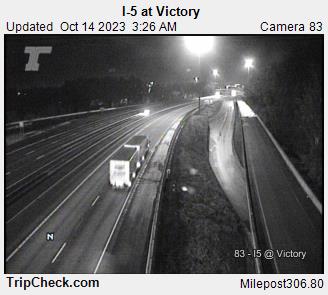 I-5 at Victory
Updated Oct 14 2023 3:26 AM Camera 83
T
N
83 - I5 @ Victory
TripCheck.com Milepost306.80